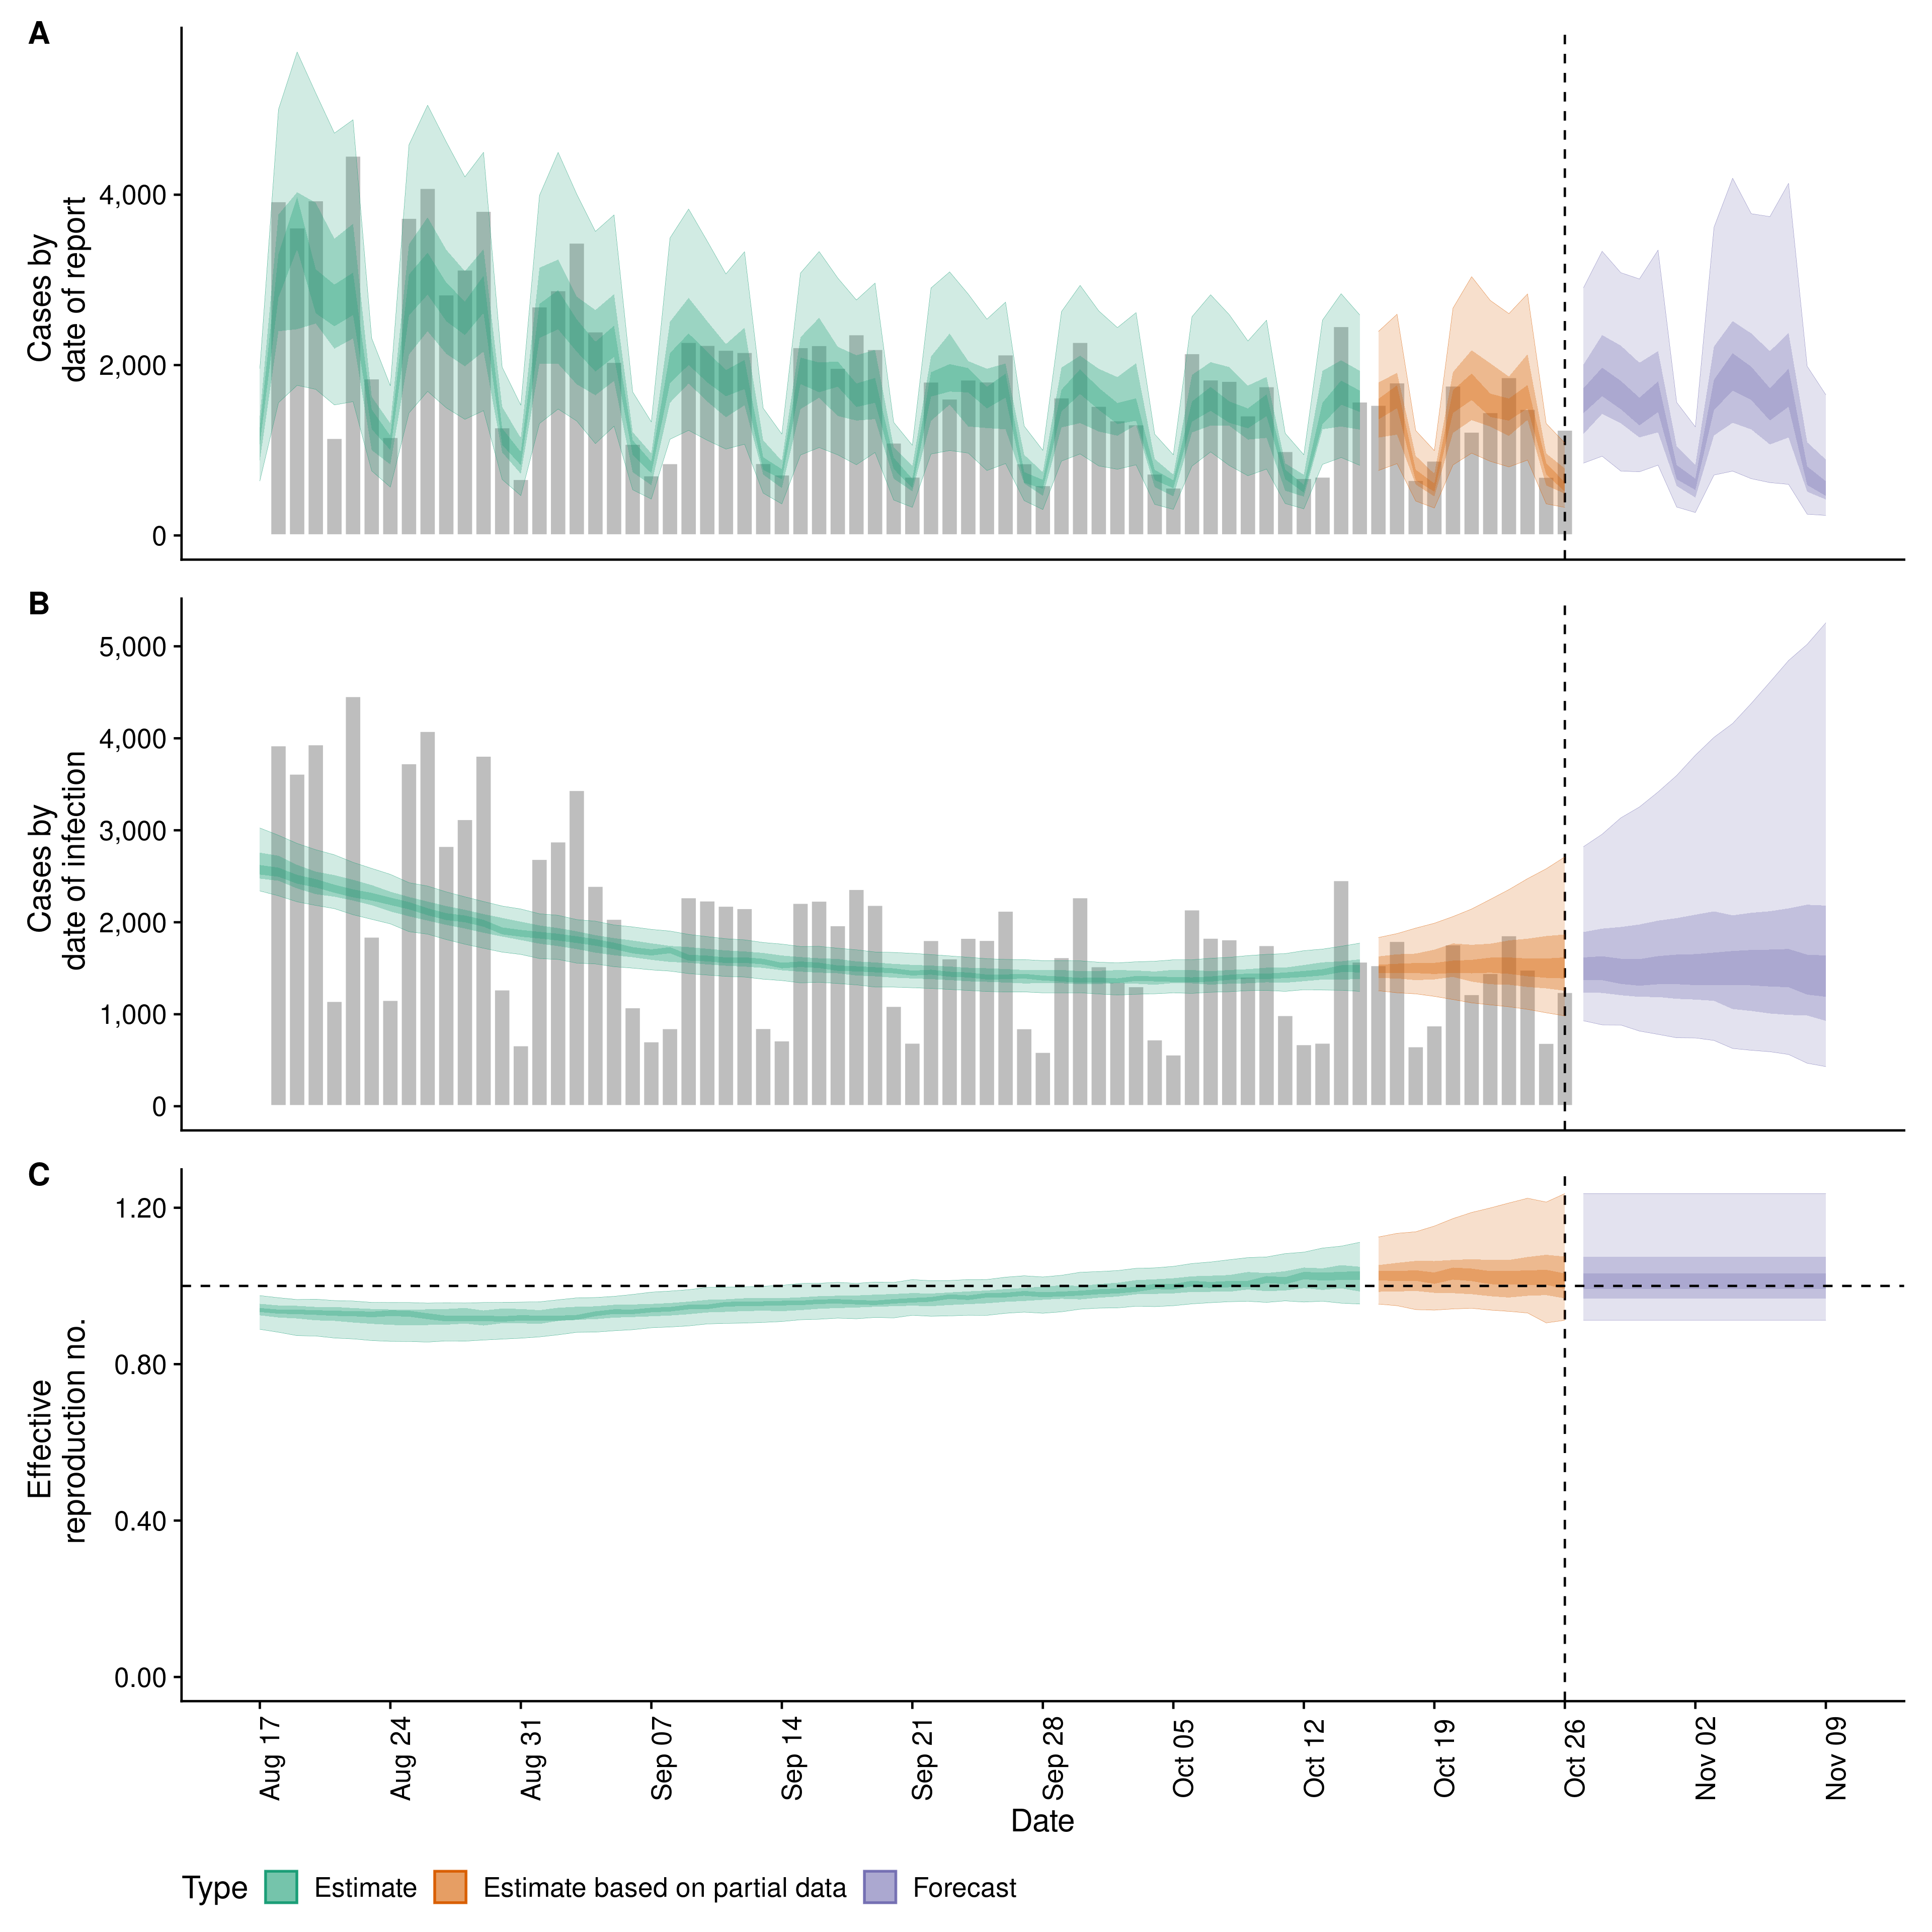 A
Cases by
date of report
4,000
2,000
0
B
Cases by
date of infection
5,000
4,000
3,000
2,000
1,000
0
C
Effective
reproduction no.
1.20
0.80
0.40
0.00
Aug 17
Aug 24
Aug 31
Sep 07
Sep 14
Sep 21
Sep 28
Oct 05
Oct 12
Oct 19
Oct 26
Nov 02
Nov 09
Date
Type Estimate Estimate based on partial data Forecast